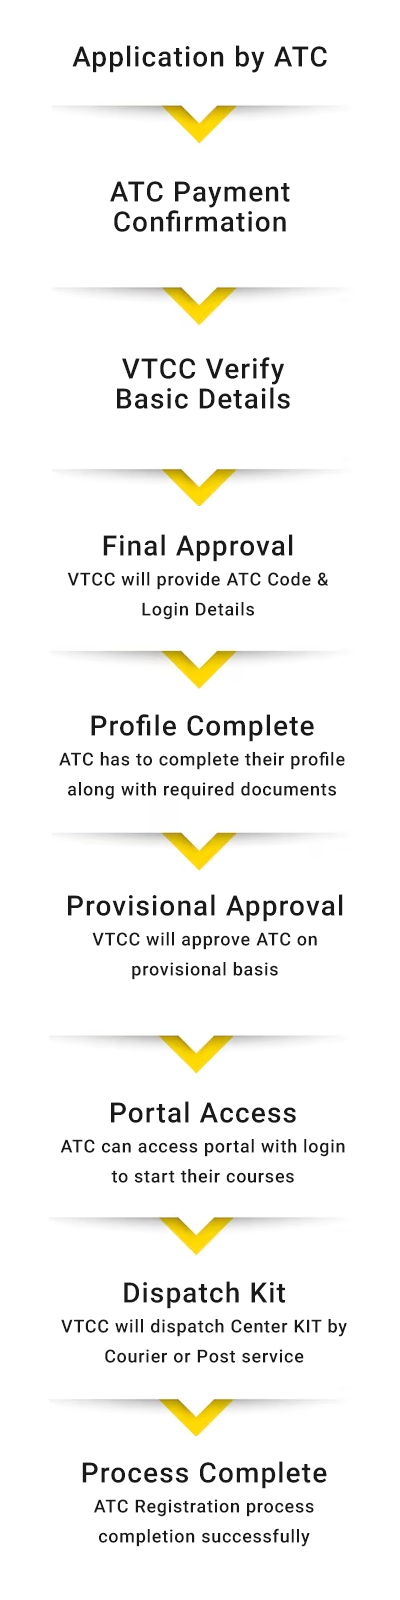 Application by ATC
ATC Payment
Confirmation
VTCC Verify
Basic Details
Final Approval
VTCC will provide ATC Code &
Login Details
Profile Complete
ATC has to complete their profile
along with required documents
Provisional Approval
VTCC will approve ATC on
provisional basis
Portal Access
ATC can access portal with login
to start their courses
Dispatch Kit
VTCC will dispatch Center KIT by
Courier or Post service
Process Complete
ATC Registration process
completion successfully